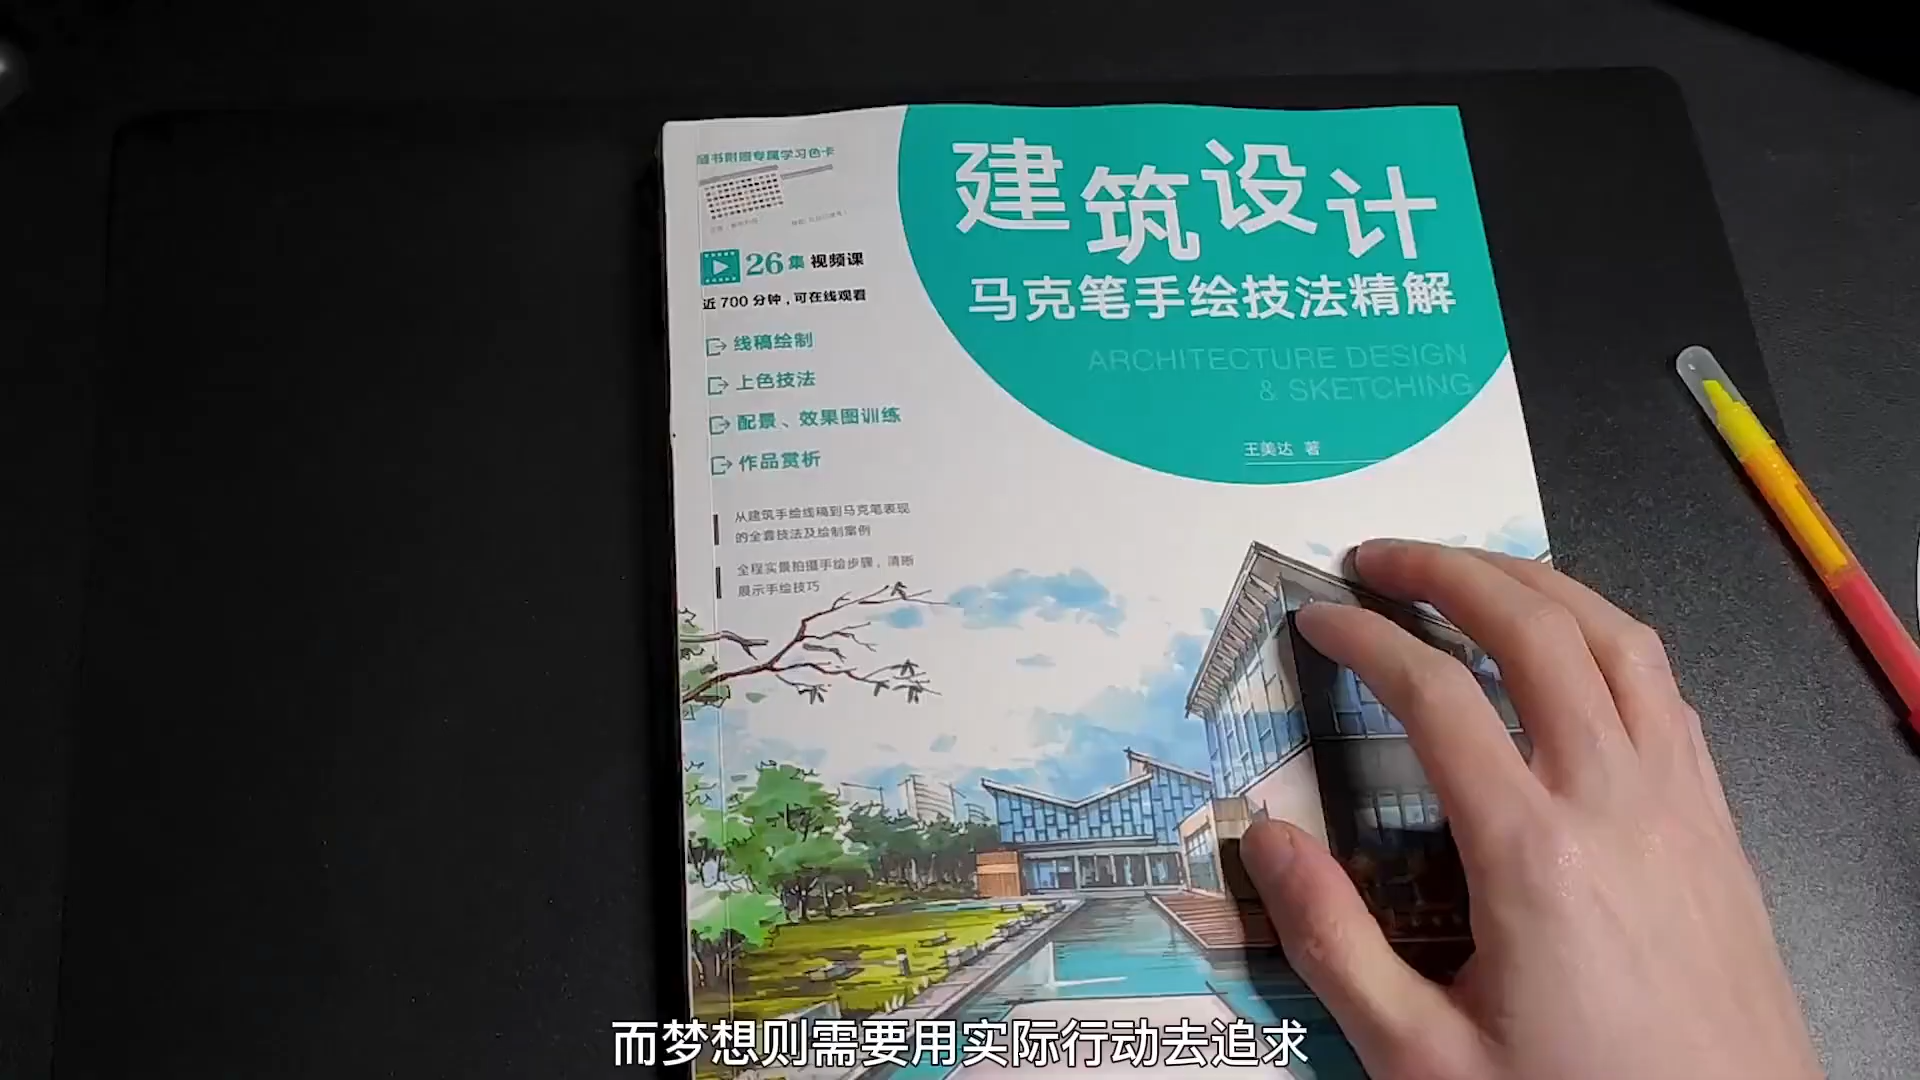 随书附赠专属学习色卡
26集 视频课
近700分钟，可在线观看
线稿绘制
上色技法
配景、效果图训练
作品赏析
从建筑手绘线稿到马克笔表现
的全套技法及绘制案例
全程实景拍摄手绘步骤，清晰
展示手绘技巧
建筑设计
马克笔手绘技法精解
ARCHITECTURE DESIGN
& SKETCHING
王美达 著
而梦想则需要用实际行动去追求